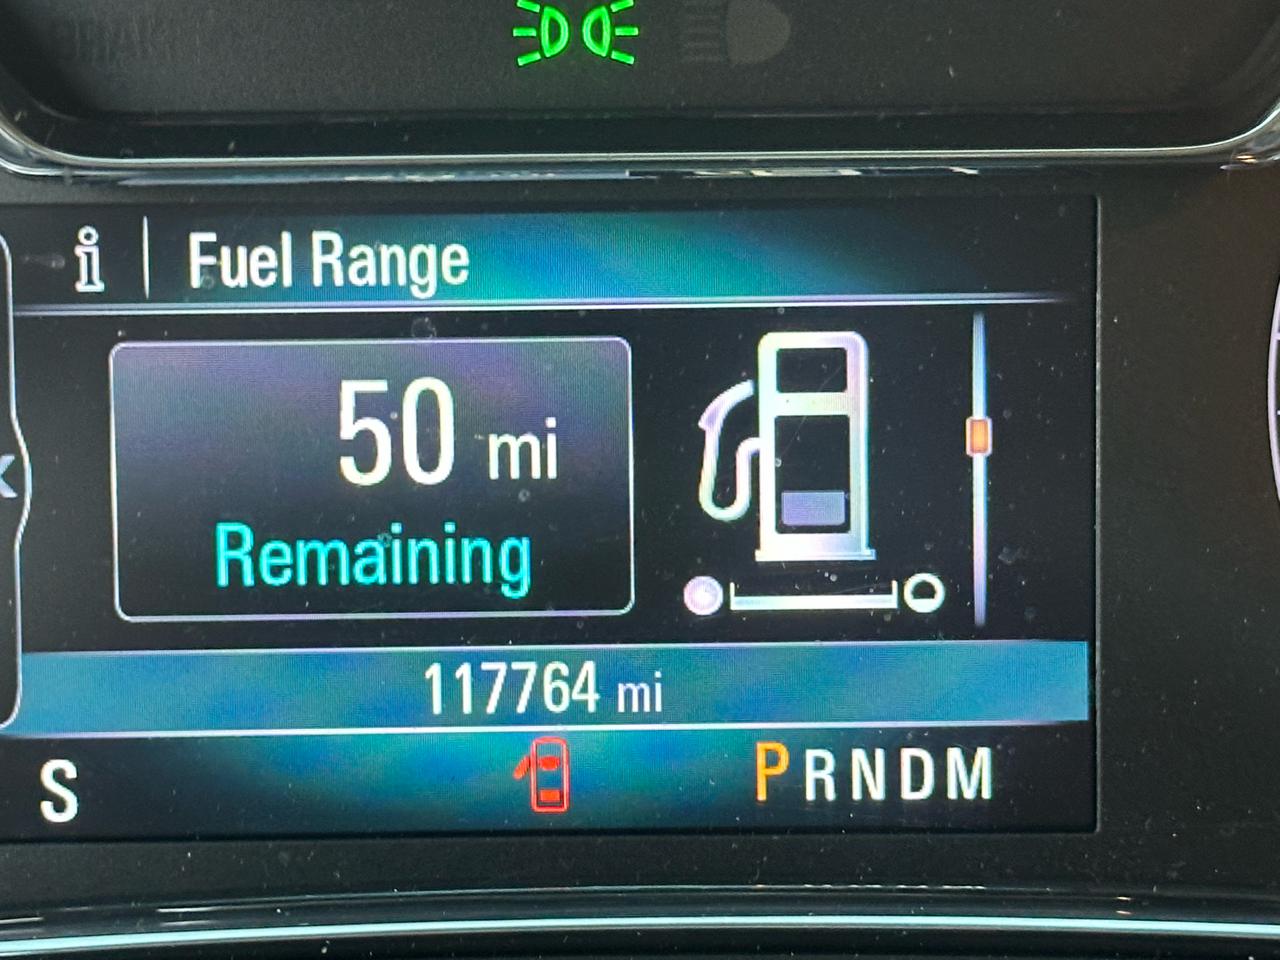 i Fuel Range
50 mi
Remaining
117764 mi
S PRNDM